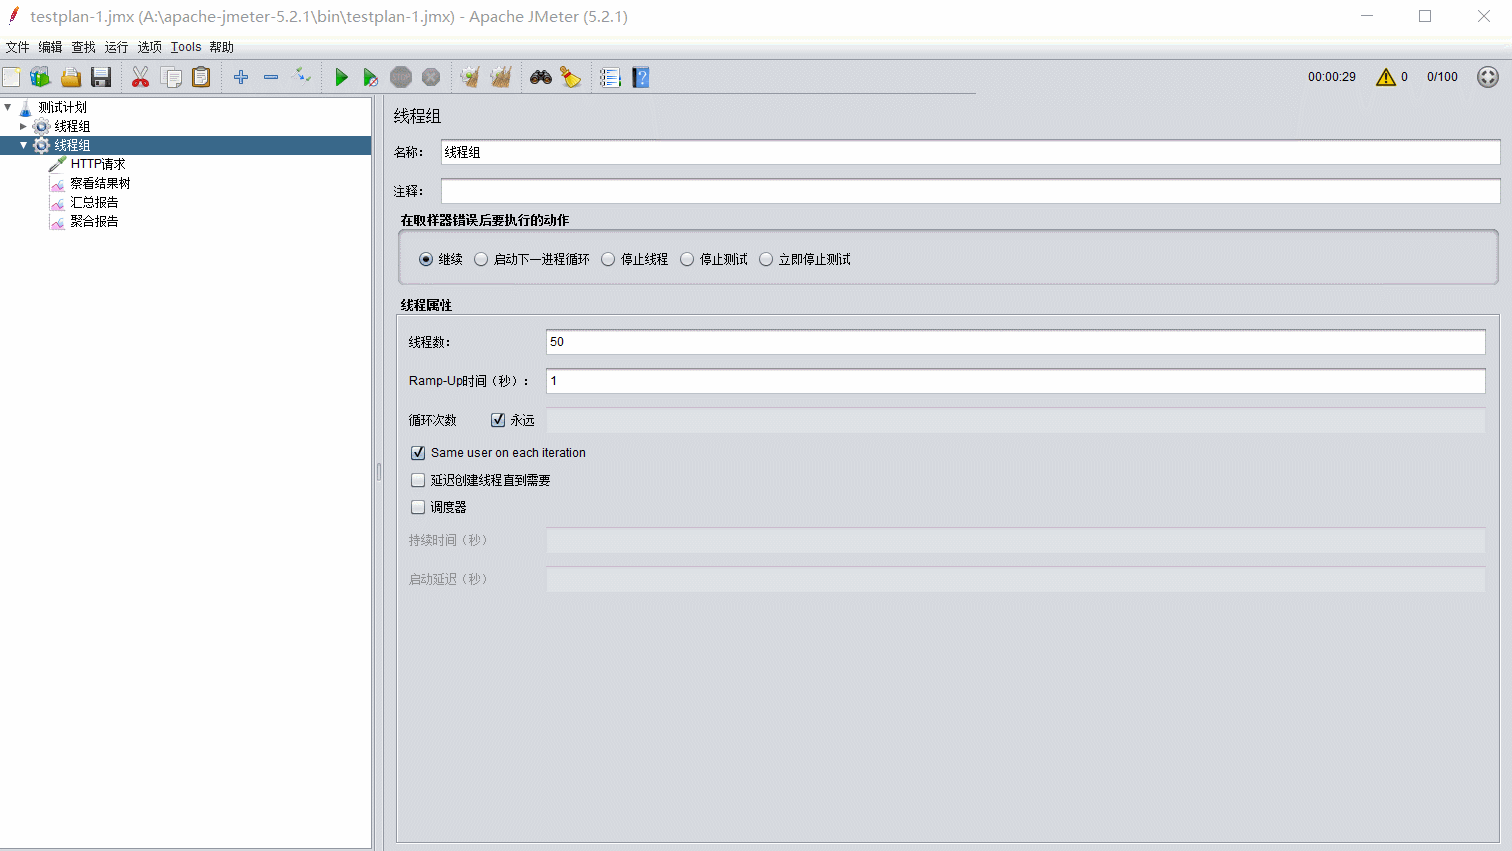 testplan-1.jmx (A:\apache-jmeter-5.2.1\bin\testplan-1.jmx) - Apache JMeter (5.2.1)
文件 编辑 查找 运行 选项 Tools 帮助
STOP
00:00:29 0 0/100
测试计划
线程组
线程组
HTTP请求
察看结果树
汇总报告
聚合报告
线程组
名称： 线程组
注释：
在取样器错误后要执行的动作
继续 启动下一进程循环 停止线程 停止测试 立即停止测试
线程属性
线程数： 50
Ramp-Up时间（秒）： 1
循环次数 永远
Same user on each iteration
延迟创建线程直到需要
调度器
持续时间（秒）
启动延迟（秒）